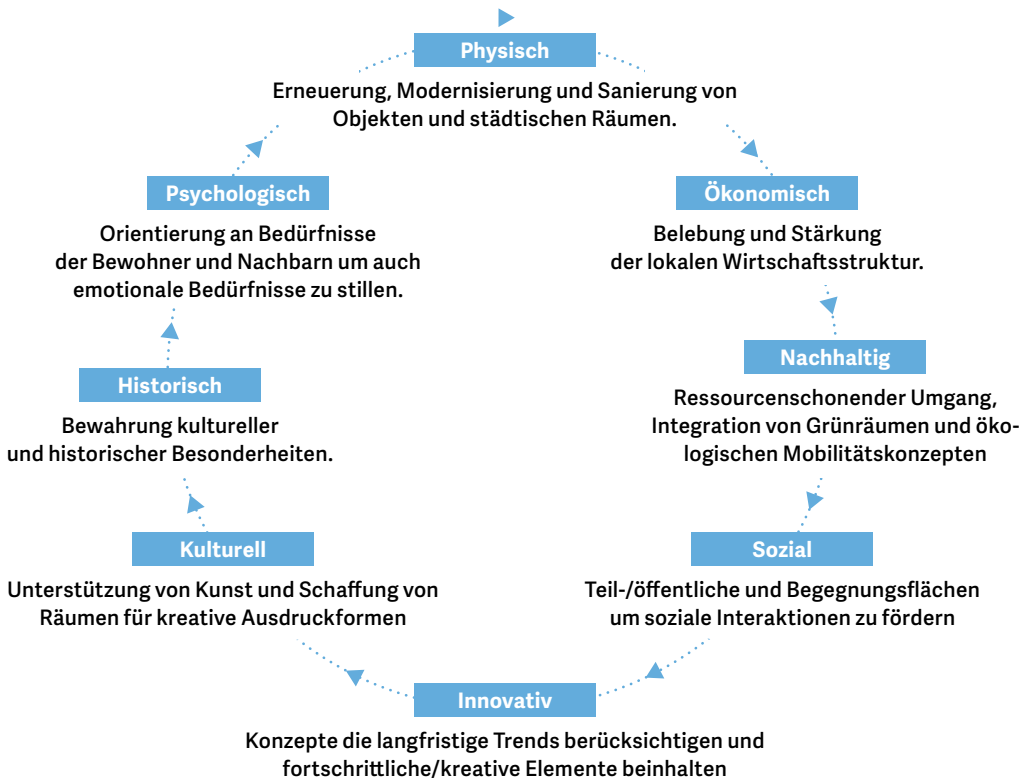 Physisch
Erneuerung, Modernisierung und Sanierung von
Objekten und städtischen Räumen.
Ökonomisch
Belebung und Stärkung
der lokalen Wirtschaftsstruktur.
Nachhaltig
Ressourcenschonender Umgang,
Integration von Grünräumen und öko-
logischen Mobilitätskonzepten
Sozial
Teil-/öffentliche und Begegnungsflächen
um soziale Interaktionen zu fördern
Innovativ
Konzepte die langfristige Trends berücksichtigen und
fortschrittliche/kreative Elemente beinhalten
Kulturell
Unterstützung von Kunst und Schaffung von
Räumen für kreative Ausdruckformen
Historisch
Bewahrung kultureller
und historischer Besonderheiten.
Psychologisch
Orientierung an Bedürfnisse
der Bewohner und Nachbarn um auch
emotionale Bedürfnisse zu stillen.